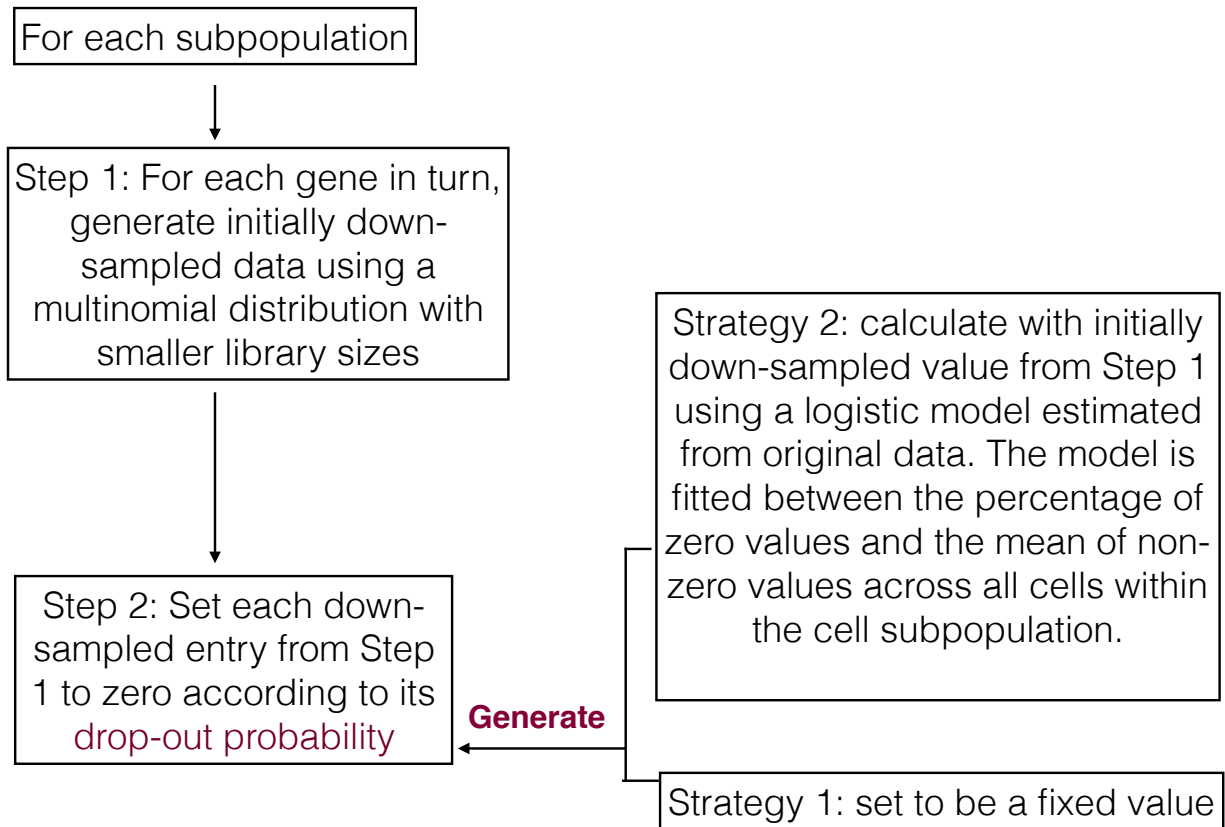 For each subpopulation
Step 1: For each gene in turn,
generate initially down-
sampled data using a
multinomial distribution with
smaller library sizes
Step 2: Set each down-
sampled entry from Step
1 to zero according to its
drop-out probability
Generate
Strategy 2: calculate with initially
down-sampled value from Step 1
using a logistic model estimated
from original data. The model is
fitted between the percentage of
zero values and the mean of non-
zero values across all cells within
the cell subpopulation.
Strategy 1: set to be a fixed value